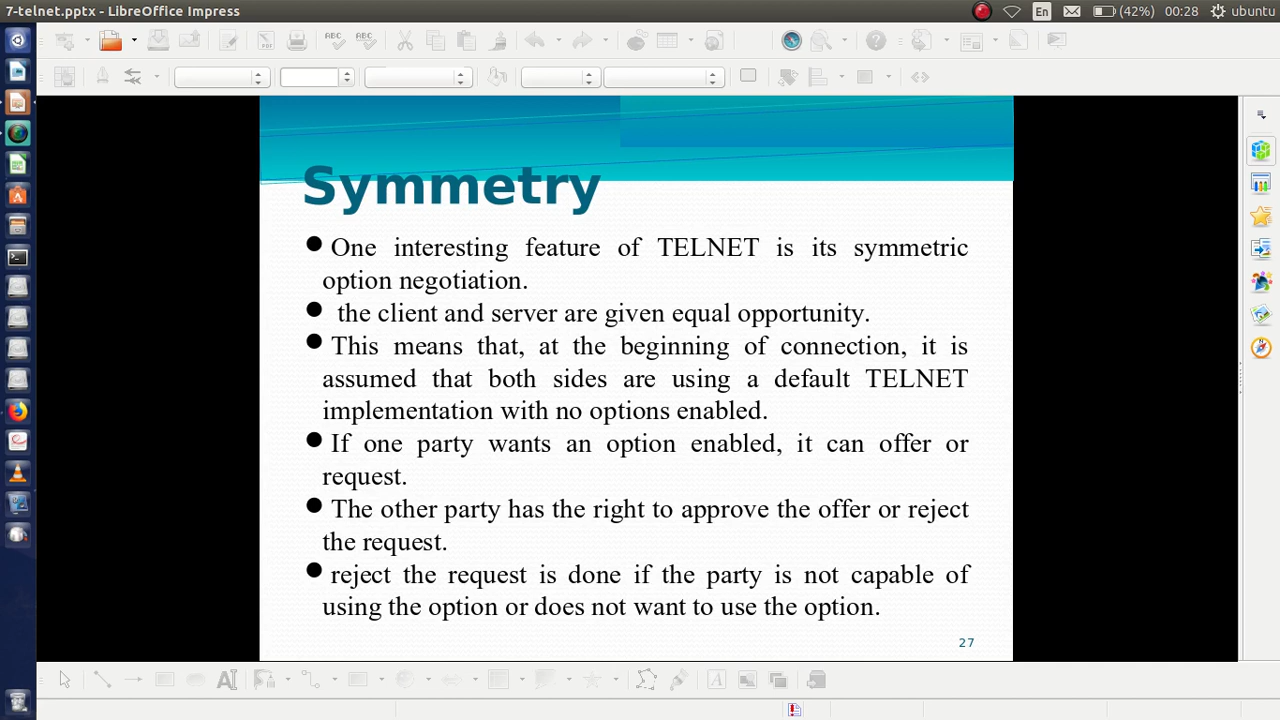 7-telnet.pptx - LibreOffice Impress
En
(42%)
00:28
ubuntu
ABC
ABC
Symmetry
● One interesting feature of TELNET is its symmetric
option negotiation.
● the client and server are given equal opportunity.
● This means that, at the beginning of connection, it is
assumed that both sides are using a default TELNET
implementation with no options enabled.
● If one party wants an option enabled, it can offer or
request.
● The other party has the right to approve the offer or reject
the request.
● reject the request is done if the party is not capable of
using the option or does not want to use the option.
27